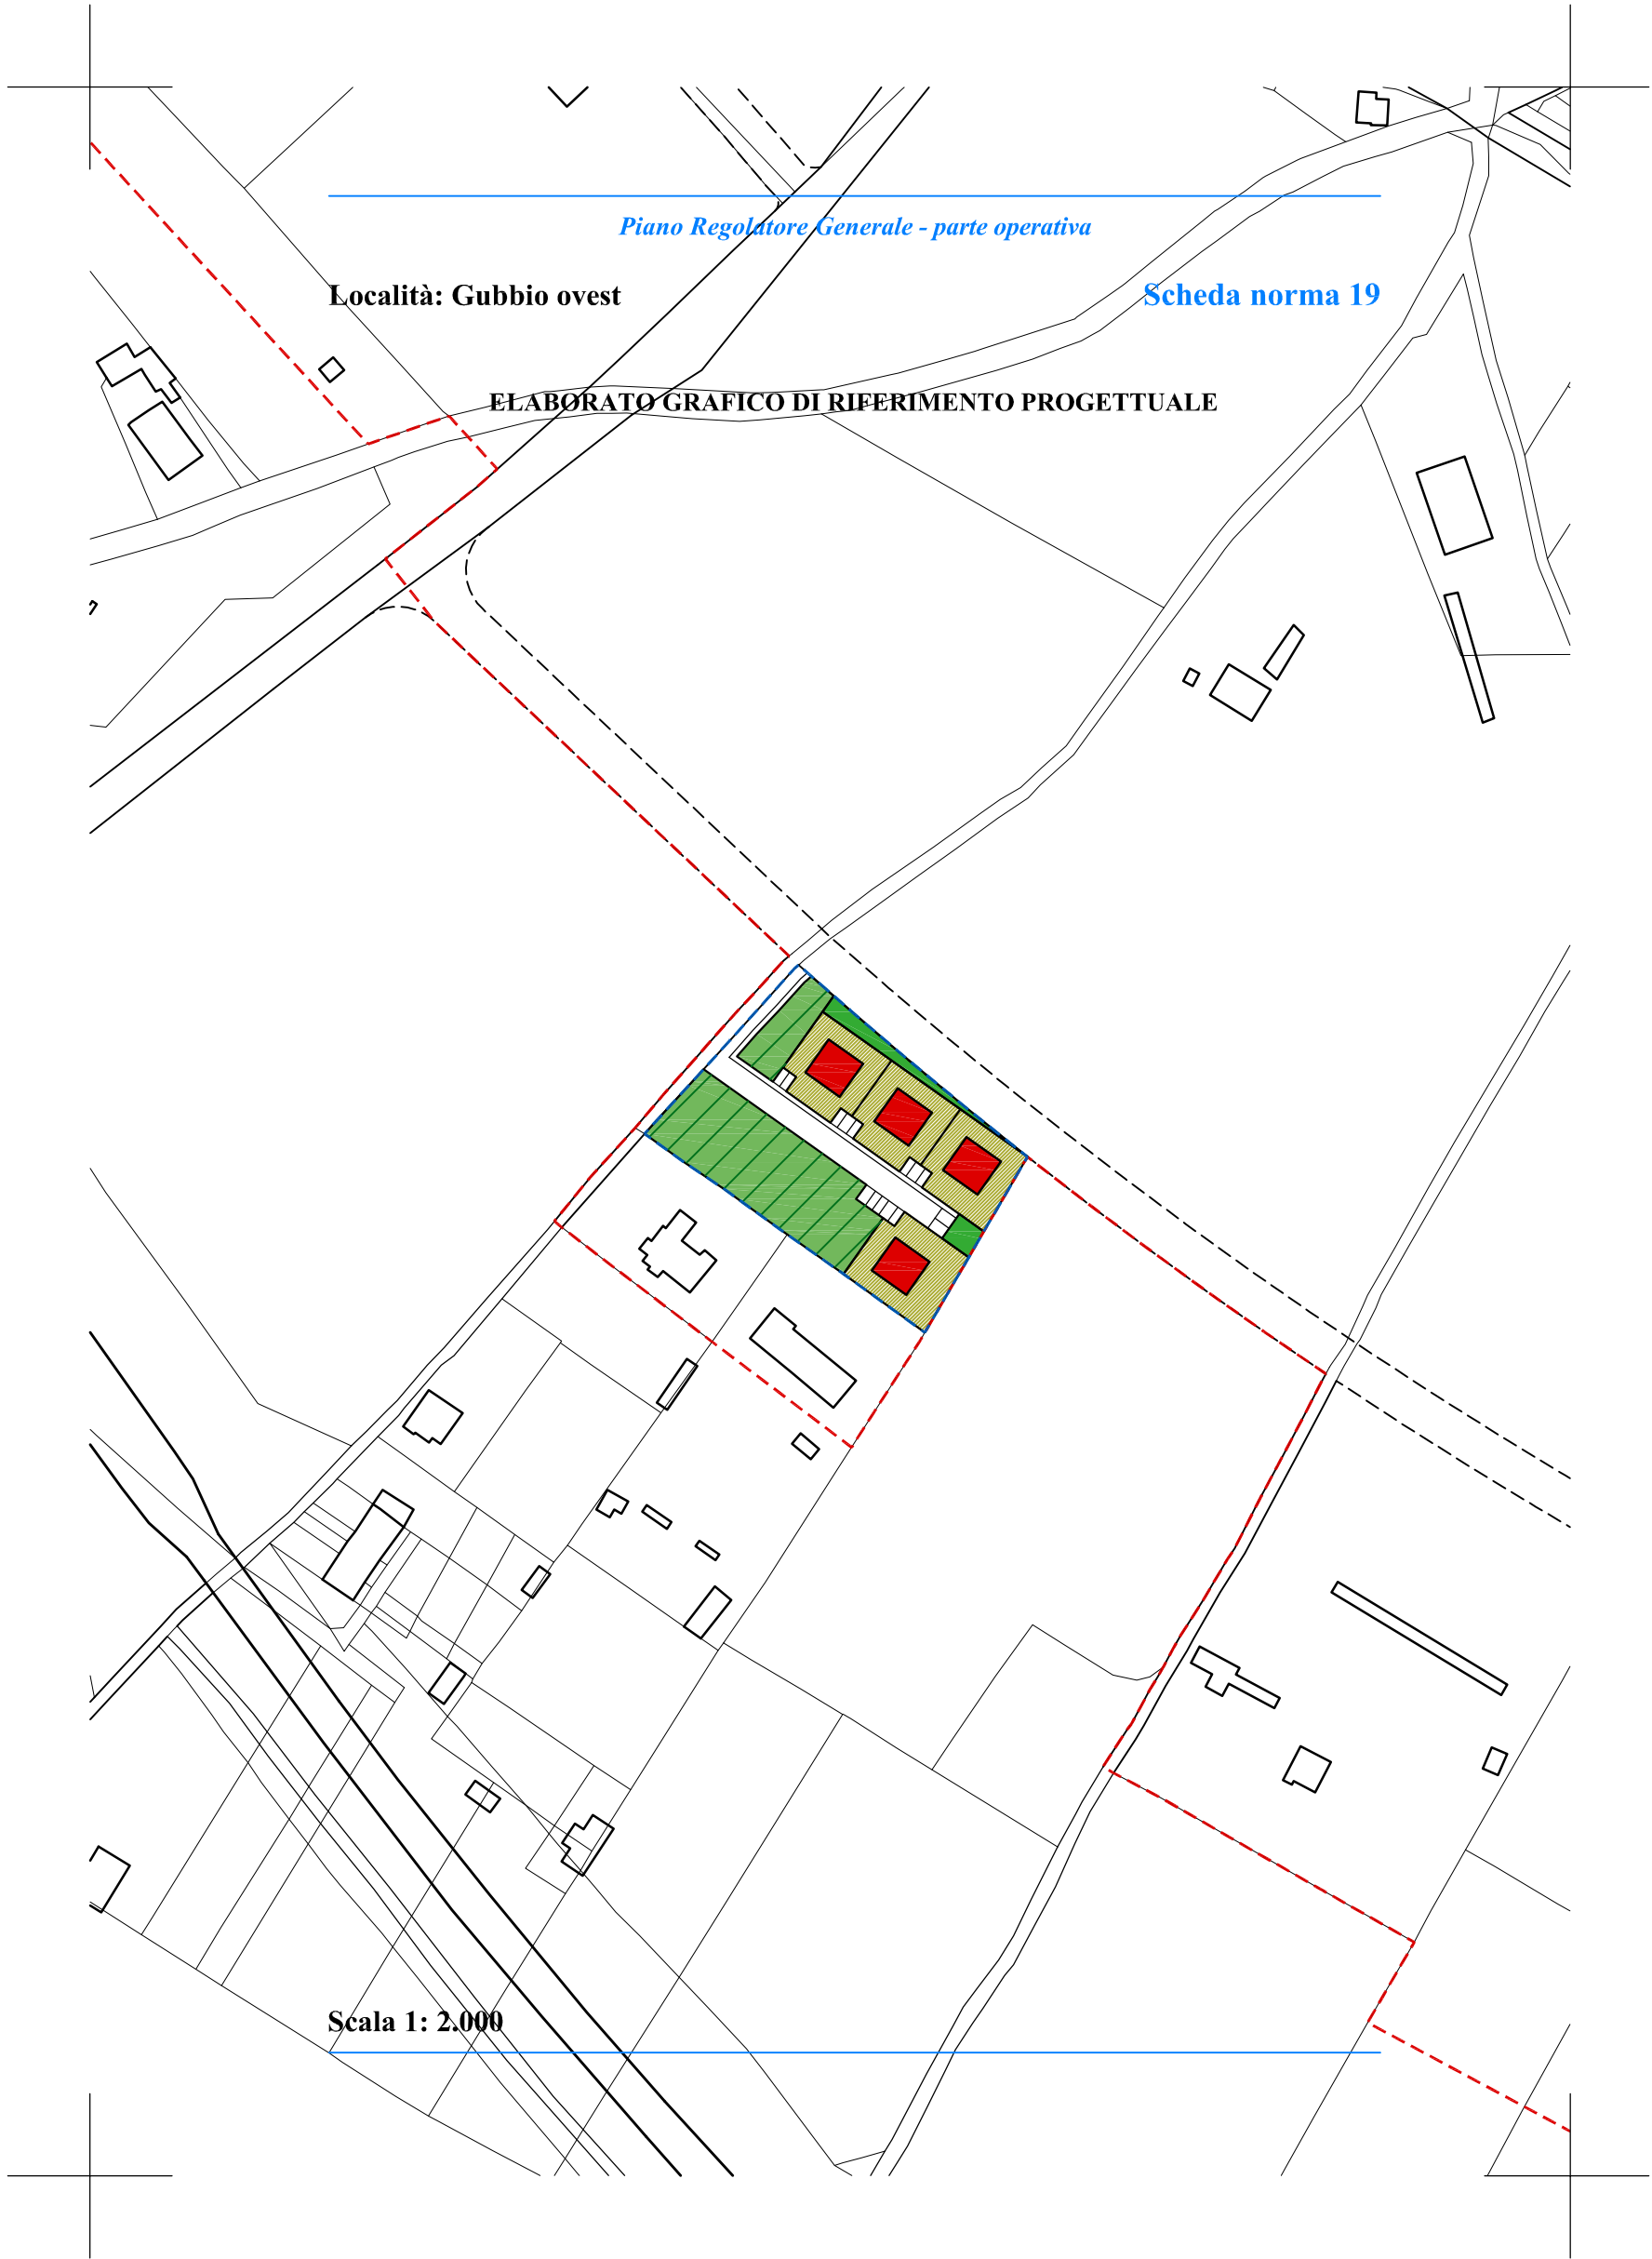 Piano Regolatore Generale - parte operativa
Località: Gubbio ovest
Scheda norma 19
ELABORATO GRAFICO DI RIFERIMENTO PROGETTUALE
Scala 1: 2.000